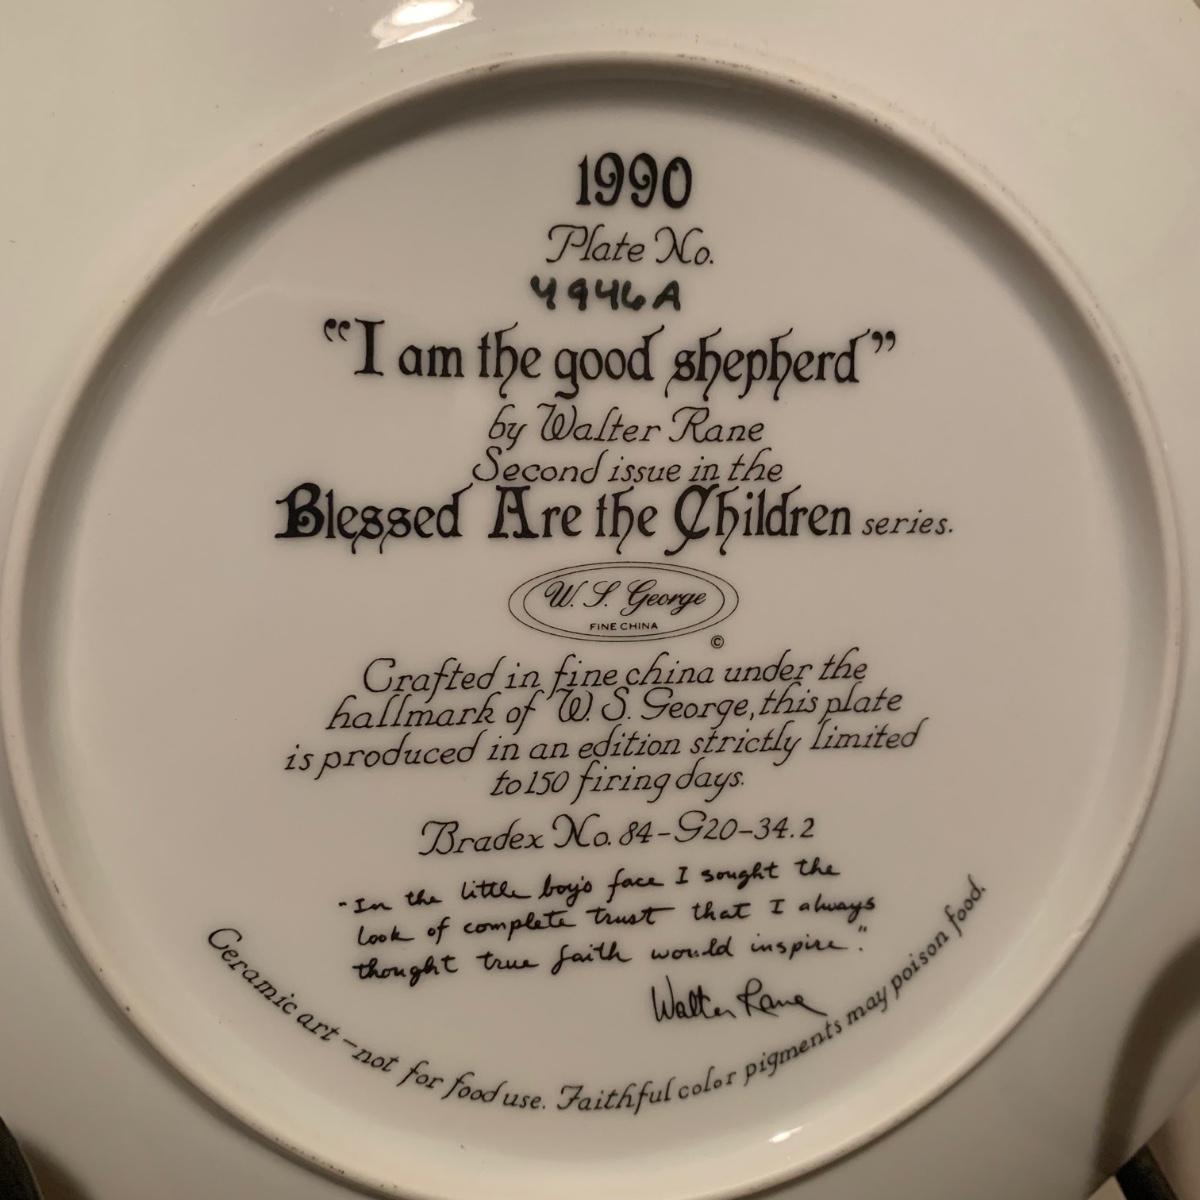 1990
Plate No.
4946A
"I am the good shepherd"
by Walter Rane
Second issue in the
Blessed Are the Children series.
W. S. George
FINE CHINA
©
Crafted in fine china under the
hallmark of W. S. George, this plate
is produced in an edition strictly limited
to 150 firing days.
Bradex No. 84-G20-34.2
"In the little boy's face I sought the
look of complete trust that I always
thought true faith would inspire."
Walter Rane
Ceramic art - not for food use. Faithful color pigments may poison food.